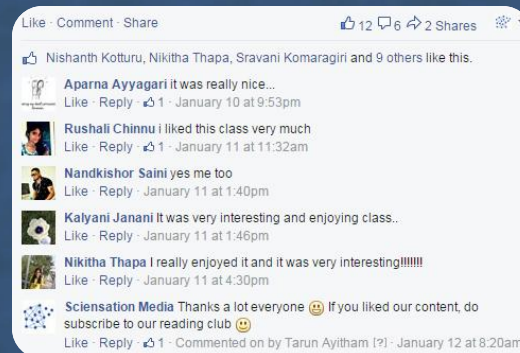 Like · Comment · Share 12 6 2 Shares
Nishanth Kotturu, Nikitha Thapa, Sravani Komaragiri and 9 others like this.
Aparna Ayyagari it was really nice...
Like · Reply · 1 · January 10 at 9:53pm
Rushali Chinnu i liked this class very much
Like · Reply · 1 · January 11 at 11:32am
Nandkishor Saini yes me too
Like · Reply · January 11 at 1:40pm
Kalyani Janani It was very interesting and enjoying class..
Like · Reply · January 11 at 1:46pm
Nikitha Thapa I really enjoyed it and it was very interesting!!!!!!!
Like · Reply · January 11 at 4:30pm
Sciensation Media Thanks a lot everyone 😀 If you liked our content, do
subscribe to our reading club 😀
Like · Reply · 1 · Commented on by Tarun Ayitham [?] · January 12 at 8:20am